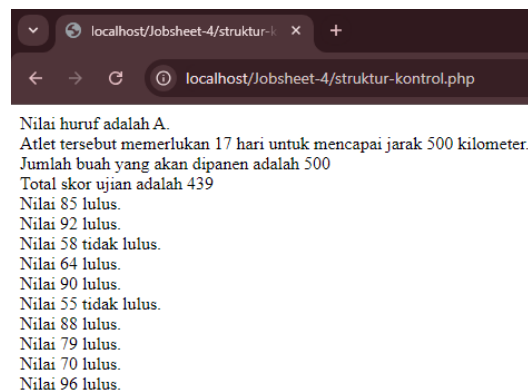 localhost/Jobsheet-4/struktur-k
localhost/Jobsheet-4/struktur-kontrol.php
Nilai huruf adalah A.
Atlet tersebut memerlukan 17 hari untuk mencapai jarak 500 kilometer.
Jumlah buah yang akan dipanen adalah 500
Total skor ujian adalah 439
Nilai 85 lulus.
Nilai 92 lulus.
Nilai 58 tidak lulus.
Nilai 64 lulus.
Nilai 90 lulus.
Nilai 55 tidak lulus.
Nilai 88 lulus.
Nilai 79 lulus.
Nilai 70 lulus.
Nilai 96 lulus.